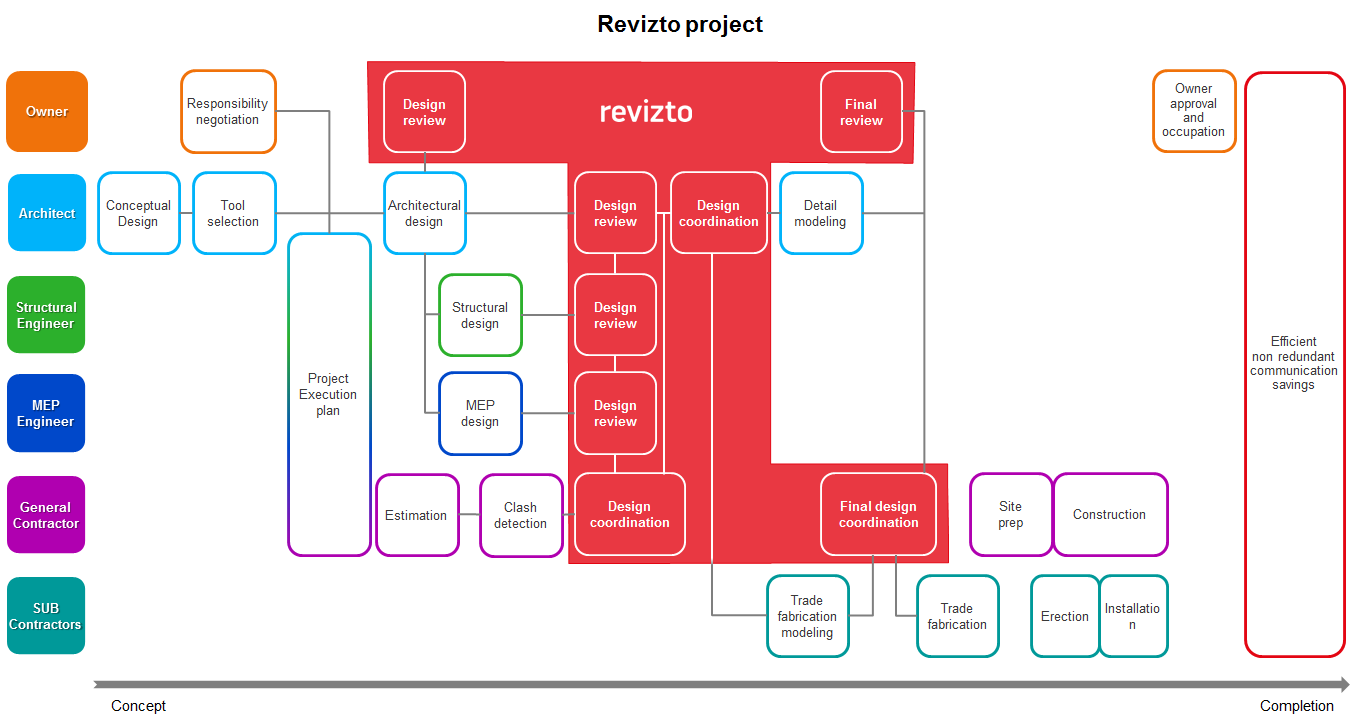 Revizto project
Owner
Responsibility
negotiation
Design
review
revizto
Final
review
Owner
approval
and
occupation
Architect
Conceptual
Design
Tool
selection
Architectural
design
Design
review
Design
coordination
Detail
modeling
Structural
Engineer
Structural
design
Design
review
Project
Execution
plan
Efficient
non redundant
communication
savings
MEP
Engineer
MEP
design
Design
review
General
Contractor
Estimation
Clash
detection
Design
coordination
Final design
coordination
Site
prep
Construction
SUB
Contractors
Trade
fabrication
modeling
Trade
fabrication
Erection
Installatio
n
Concept
Completion